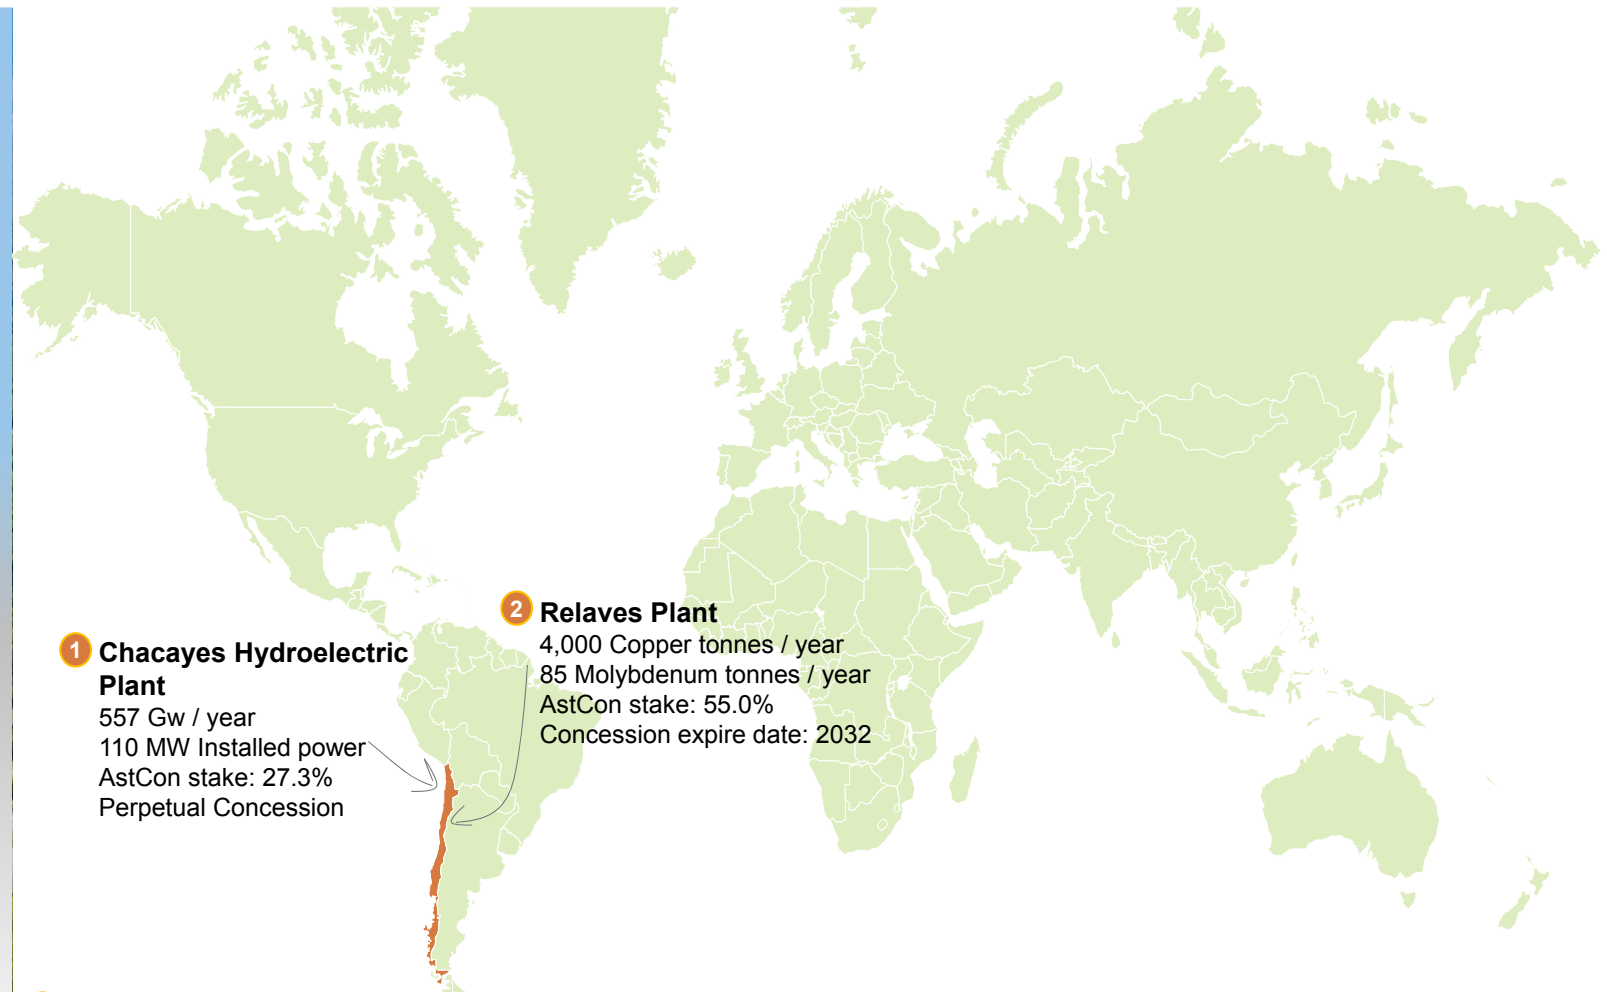 1 Chacayes Hydroelectric
Plant
557 Gw / year
110 MW Installed power
AstCon stake: 27.3%
Perpetual Concession
2 Relaves Plant
4,000 Copper tonnes / year
85 Molybdenum tonnes / year
AstCon stake: 55.0%
Concession expire date: 2032